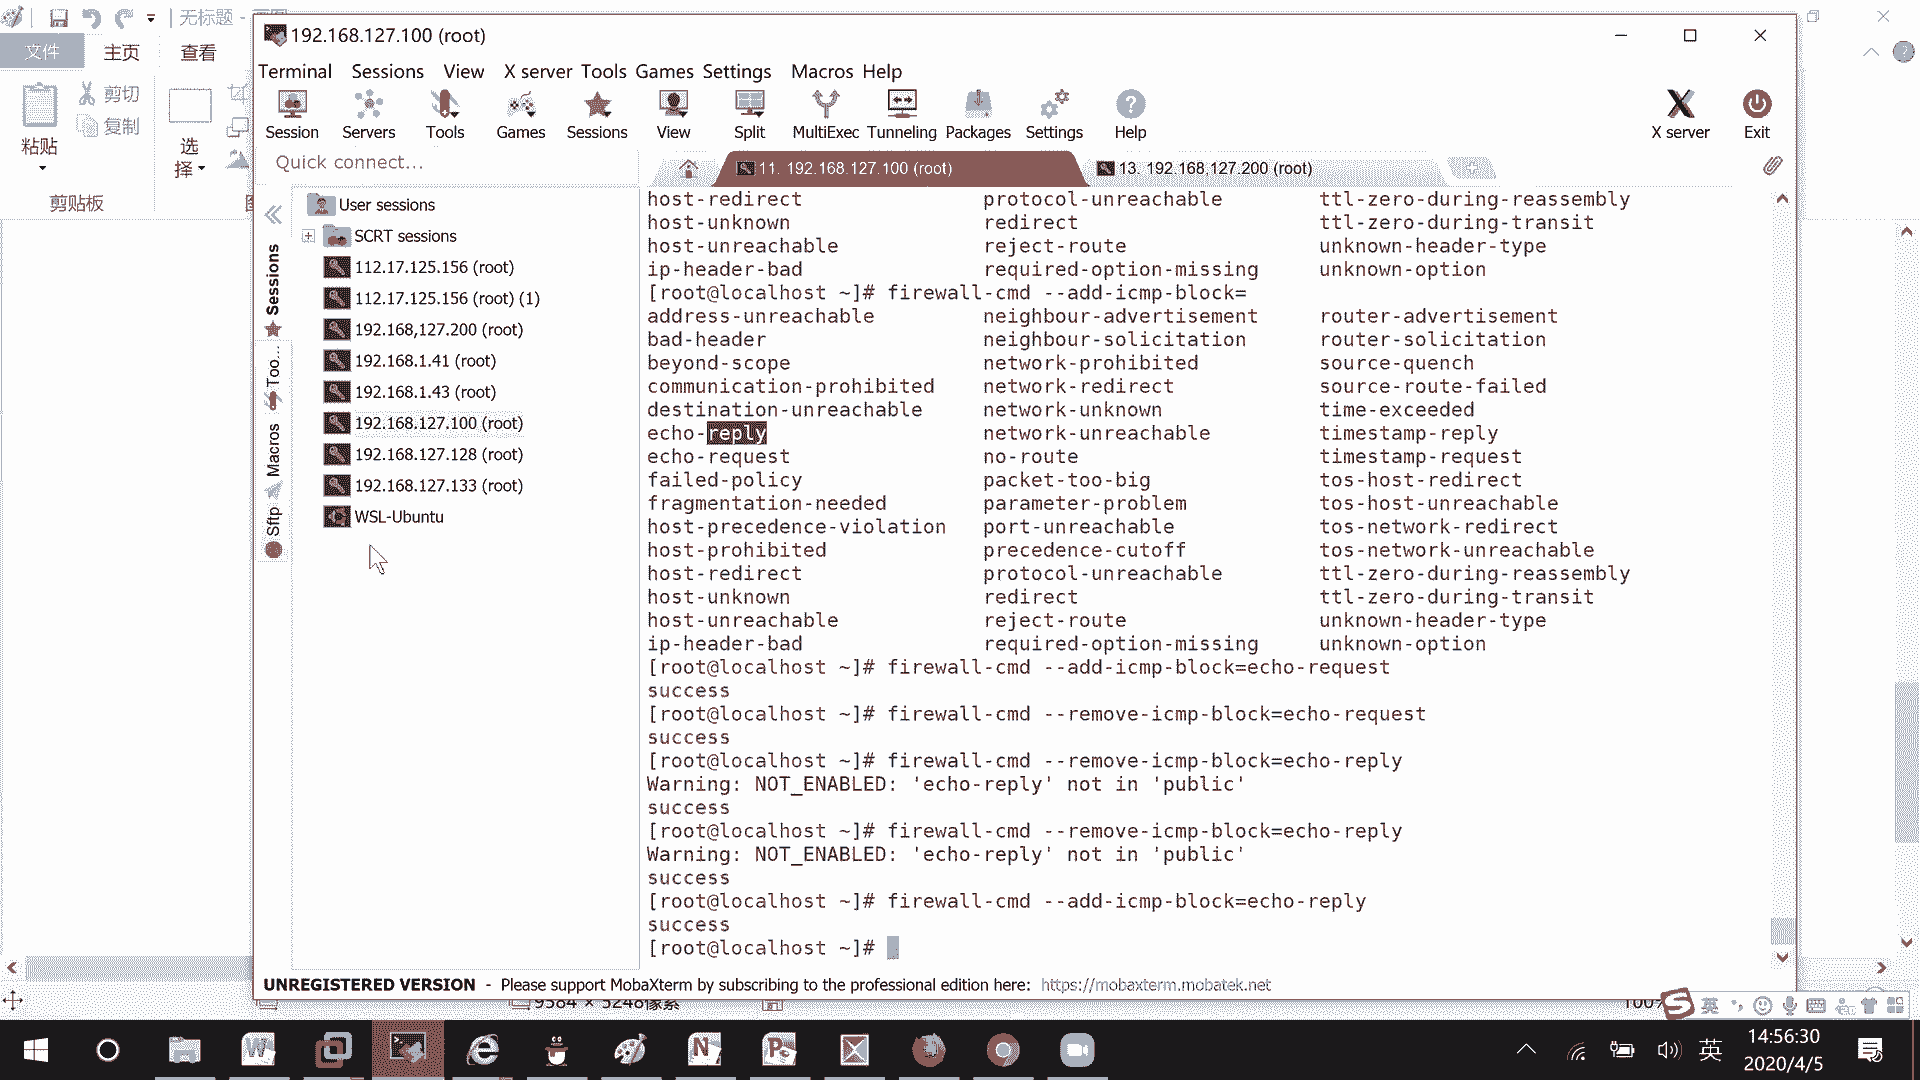 无标题 -
192.168.127.100 (root)
文件 主页 查看
Terminal Sessions View X server Tools Games Settings Macros Help
剪切
复制
粘贴
选
择
剪贴板
Session Servers Tools Games Sessions View Split MultiExec Tunneling Packages Settings Help X server Exit
Quick connect...
11. 192.168.127.100 (root) 13. 192.168,127.200 (root)
Sessions
Too...
Macros
Sftp
User sessions
SCRT sessions
112.17.125.156 (root)
112.17.125.156 (root) (1)
192.168,127.200 (root)
192.168.1.41 (root)
192.168.1.43 (root)
192.168.127.100 (root)
192.168.127.128 (root)
192.168.127.133 (root)
WSL-Ubuntu
host-redirect protocol-unreachable ttl-zero-during-reassembly
host-unknown redirect ttl-zero-during-transit
host-unreachable reject-route unknown-header-type
ip-header-bad required-option-missing unknown-option
[root@localhost ~]# firewall-cmd --add-icmp-block=
address-unreachable neighbour-advertisement router-advertisement
bad-header neighbour-solicitation router-solicitation
beyond-scope network-prohibited source-quench
communication-prohibited network-redirect source-route-failed
destination-unreachable network-unknown time-exceeded
echo-reply network-unreachable timestamp-reply
echo-request no-route timestamp-request
failed-policy packet-too-big tos-host-redirect
fragmentation-needed parameter-problem tos-host-unreachable
host-precedence-violation port-unreachable tos-network-redirect
host-prohibited precedence-cutoff tos-network-unreachable
host-redirect protocol-unreachable ttl-zero-during-reassembly
host-unknown redirect ttl-zero-during-transit
host-unreachable reject-route unknown-header-type
ip-header-bad required-option-missing unknown-option
[root@localhost ~]# firewall-cmd --add-icmp-block=echo-request
success
[root@localhost ~]# firewall-cmd --remove-icmp-block=echo-request
success
[root@localhost ~]# firewall-cmd --remove-icmp-block=echo-reply
Warning: NOT_ENABLED: 'echo-reply' not in 'public'
success
[root@localhost ~]# firewall-cmd --remove-icmp-block=echo-reply
Warning: NOT_ENABLED: 'echo-reply' not in 'public'
success
[root@localhost ~]# firewall-cmd --add-icmp-block=echo-reply
success
[root@localhost ~]#
UNREGISTERED VERSION - Please support MobaXterm by subscribing to the professional edition here: https://mobaxterm.mobatek.net
英
14:56:30
英
2020/4/5